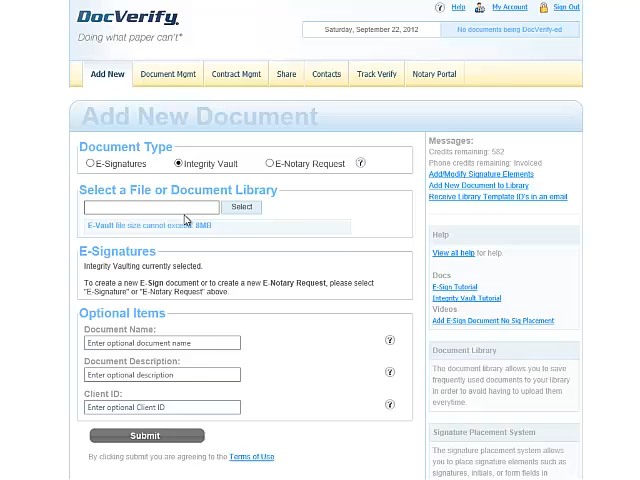 DocVerify.
Doing what paper can't*
Help My Account Sign Out
Saturday, September 22, 2012 No documents being DocVerify-ed
Add New Document Mgmt Contract Mgmt Share Contacts Track Verify Notary Portal
Add New Document
Document Type
E-Signatures Integrity Vault E-Notary Request
Select a File or Document Library
Select
E-Vault file size cannot exceed 8MB
E-Signatures
Integrity Vaulting currently selected.
To create a new E-Sign document or to create a new E-Notary Request, please select
"E-Signature" or "E-Notary Request" above.
Optional Items
Document Name:
Enter optional document name
Document Description:
Enter optional description
Client ID:
Enter optional Client ID
Submit
By clicking submit you are agreeing to the Terms of Use
Messages:
Credits remaining: 582
Phone credits remaining: Invoiced
Add/Modify Signature Elements
Add New Document to Library
Receive Library Template ID's in an email
Help
View all help for help.
Docs
E-Sign Tutorial
Integrity Vault Tutorial
Videos
Add E-Sign Document No Sig Placement
Document Library
The document library allows you to save
frequently used documents to your library
in order to avoid having to upload them
everytime.
Signature Placement System
The signature placement system allows
you to place signature elements such as
signatures, initials, or form fields in